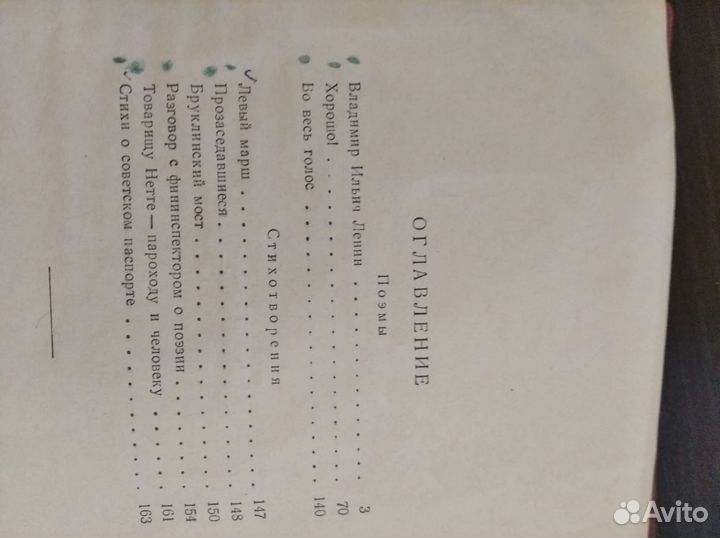 ОГЛАВЛЕНИЕ
Поэмы
Владимир Ильич Ленин . . . . . . . . . . . 3
Хорошо! . . . . . . . . . . . . . . . . 70
Во весь голос . . . . . . . . . . . . . . 140
Стихотворения
Левый марш . . . . . . . . . . . . . . . 147
Прозаседавшиеся . . . . . . . . . . . . . 148
Бруклинский мост . . . . . . . . . . . . . 150
Разговор с фининспектором о поэзии . . . . . . 154
Товарищу Нетте — пароходу и человеку . . . . . 161
Стихи о советском паспорте . . . . . . . . . 163
Avito